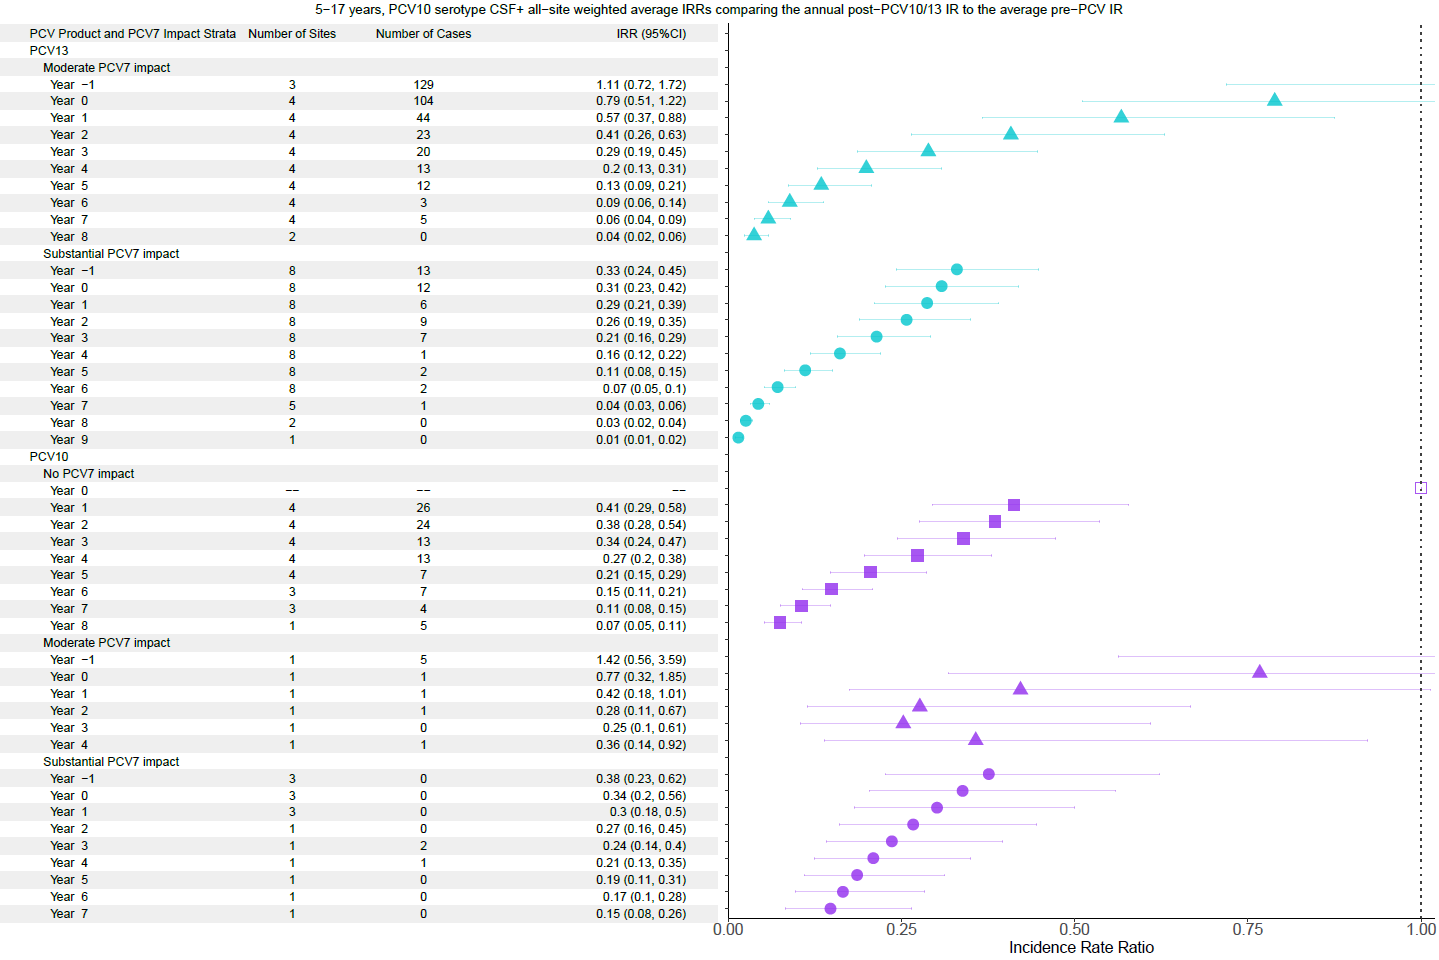 5−17 years, PCV10 serotype CSF+ all−site weighted average IRRs comparing the annual post−PCV10/13 IR to the average pre−PCV IR
PCV Product and PCV7 Impact Strata Number of Sites Number of Cases IRR (95%CI)
PCV13
Moderate PCV7 impact
Year −1 3 129 1.11 (0.72, 1.72)
Year 0 4 104 0.79 (0.51, 1.22)
Year 1 4 44 0.57 (0.37, 0.88)
Year 2 4 23 0.41 (0.26, 0.63)
Year 3 4 20 0.29 (0.19, 0.45)
Year 4 4 13 0.2 (0.13, 0.31)
Year 5 4 12 0.13 (0.09, 0.21)
Year 6 4 3 0.09 (0.06, 0.14)
Year 7 4 5 0.06 (0.04, 0.09)
Year 8 2 0 0.04 (0.02, 0.06)
Substantial PCV7 impact
Year −1 8 13 0.33 (0.24, 0.45)
Year 0 8 12 0.31 (0.23, 0.42)
Year 1 8 6 0.29 (0.21, 0.39)
Year 2 8 9 0.26 (0.19, 0.35)
Year 3 8 7 0.21 (0.16, 0.29)
Year 4 8 1 0.16 (0.12, 0.22)
Year 5 8 2 0.11 (0.08, 0.15)
Year 6 8 2 0.07 (0.05, 0.1)
Year 7 5 1 0.04 (0.03, 0.06)
Year 8 2 0 0.03 (0.02, 0.04)
Year 9 1 0 0.01 (0.01, 0.02)
PCV10
No PCV7 impact
Year 0 −− −− −−
Year 1 4 26 0.41 (0.29, 0.58)
Year 2 4 24 0.38 (0.28, 0.54)
Year 3 4 13 0.34 (0.24, 0.47)
Year 4 4 13 0.27 (0.2, 0.38)
Year 5 4 7 0.21 (0.15, 0.29)
Year 6 3 7 0.15 (0.11, 0.21)
Year 7 3 4 0.11 (0.08, 0.15)
Year 8 1 5 0.07 (0.05, 0.11)
Moderate PCV7 impact
Year −1 1 5 1.42 (0.56, 3.59)
Year 0 1 1 0.77 (0.32, 1.85)
Year 1 1 1 0.42 (0.18, 1.01)
Year 2 1 1 0.28 (0.11, 0.67)
Year 3 1 0 0.25 (0.1, 0.61)
Year 4 1 1 0.36 (0.14, 0.92)
Substantial PCV7 impact
Year −1 3 0 0.38 (0.23, 0.62)
Year 0 3 0 0.34 (0.2, 0.56)
Year 1 3 0 0.3 (0.18, 0.5)
Year 2 1 0 0.27 (0.16, 0.45)
Year 3 1 2 0.24 (0.14, 0.4)
Year 4 1 1 0.21 (0.13, 0.35)
Year 5 1 0 0.19 (0.11, 0.31)
Year 6 1 0 0.17 (0.1, 0.28)
Year 7 1 0 0.15 (0.08, 0.26)
0.00 0.25 0.50 0.75 1.00
Incidence Rate Ratio